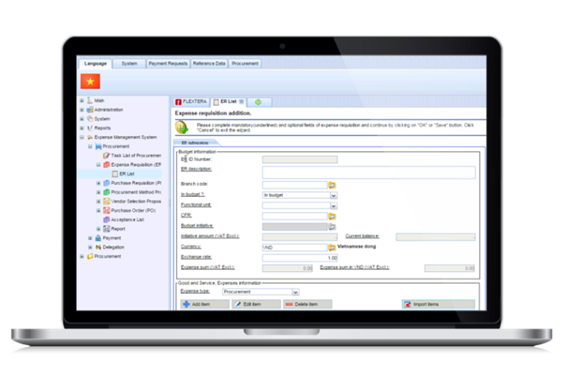 Language System Payment Requests Reference Data Procurement
Main
Administration
System
Reports
Expense Management System
Procurement
Task List of Procuremen
Expense Requisition (ER
ER List
Purchase Requisition (P
Procurement Method Pro
Vendor Selection Propos
Purchase Order (PO)
Acceptance List
Report
Payment
Delegation
Procurement
FLEXTERA ER List
Expense requisition addition.
Please complete mandatory(underlined) and optional fields of expense requisition and continue by clicking on "OK" or "Save" button. Click
"Cancel" to exit the wizard.
Budget information
ER ID Number:
ER description:
Branch code:
In budget ?: In budget
Functional unit:
CPR:
Budget initiative:
Initiative amount (VAT Excl.): Current balance:
Currency: VND Vietnamese dong
Exchange rate: 1.00
Expense sum (VAT Excl.): 0.00 Expense sum in VND (VAT Excl.): 0.00
Good and Service, Expenses information
Expense type: Procurement
Add item Edit item Delete item Import items